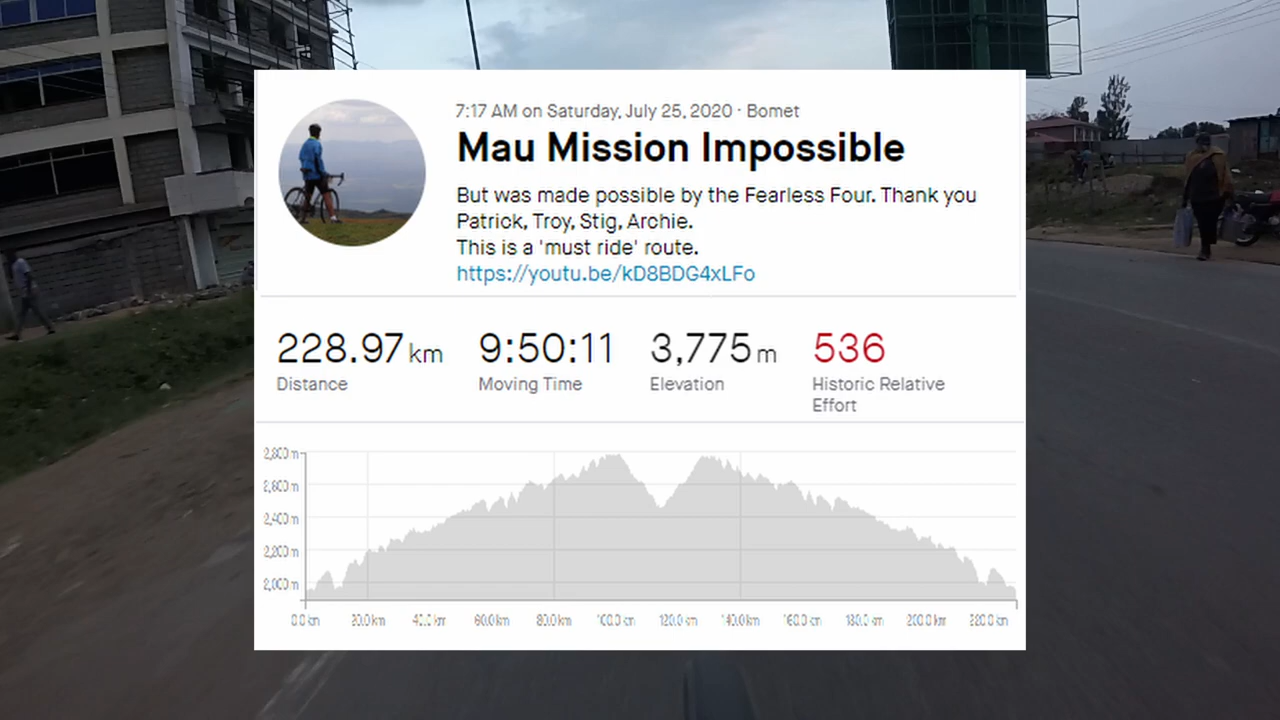 7:17 AM on Saturday, July 25, 2020 · Bomet
Mau Mission Impossible
But was made possible by the Fearless Four. Thank you
Patrick, Troy, Stig, Archie.
This is a 'must ride' route.
https://youtu.be/kD8BDG4xLFo
228.97 km 9:50:11 3,775 m 536
Distance Moving Time Elevation Historic Relative
Effort
2,800 m
2,600 m
2,400 m
2,200 m
2,000 m
0.0 km 20.0 km 40.0 km 60.0 km 80.0 km 100.0 km 120.0 km 140.0 km 160.0 km 180.0 km 200.0 km 220.0 km